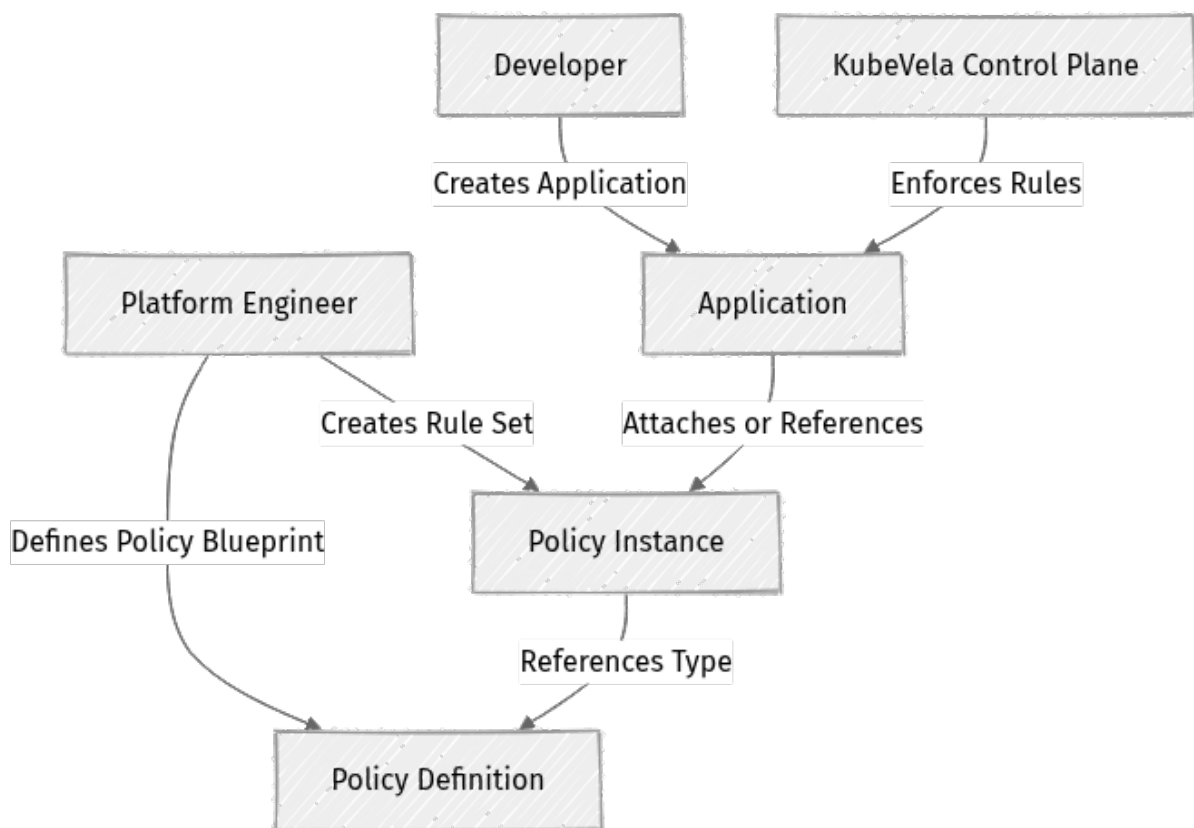 Developer
KubeVela Control Plane
Creates Application
Enforces Rules
Platform Engineer
Application
Creates Rule Set
Attaches or References
Defines Policy Blueprint
Policy Instance
References Type
Policy Definition